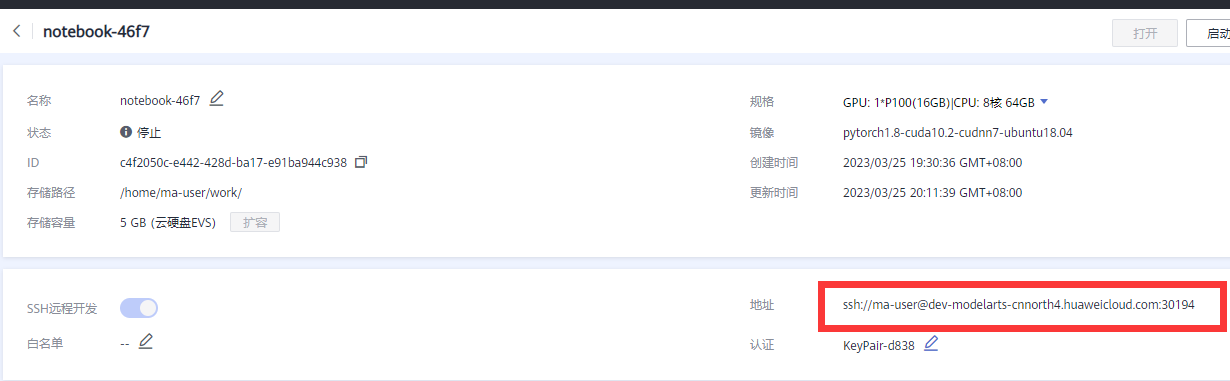 notebook-46f7
打开
启动
名称 notebook-46f7
规格 GPU: 1*P100(16GB)|CPU: 8核 64GB
状态 停止
镜像 pytorch1.8-cuda10.2-cudnn7-ubuntu18.04
ID c4f2050c-e442-428d-ba17-e91ba944c938
创建时间 2023/03/25 19:30:36 GMT+08:00
存储路径 /home/ma-user/work/
更新时间 2023/03/25 20:11:39 GMT+08:00
存储容量 5 GB (云硬盘EVS) 扩容
SSH远程开发
地址 ssh://ma-user@dev-modelarts-cnnorth4.huaweicloud.com:30194
白名单 --
认证 KeyPair-d838